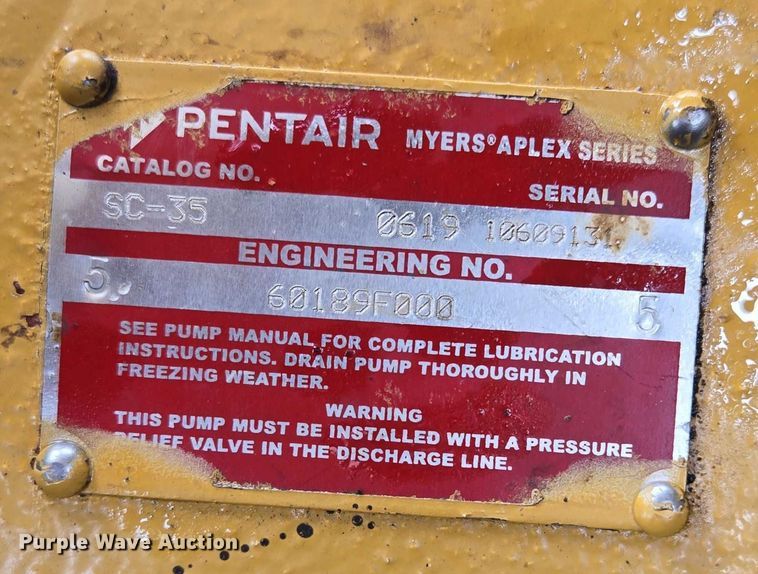 PENTAIR MYERS® APLEX SERIES
CATALOG NO. SERIAL NO.
SC-35 0619 10609131
ENGINEERING NO.
5 60189F000 5
SEE PUMP MANUAL FOR COMPLETE LUBRICATION
INSTRUCTIONS. DRAIN PUMP THOROUGHLY IN
FREEZING WEATHER.
WARNING
THIS PUMP MUST BE INSTALLED WITH A PRESSURE
RELIEF VALVE IN THE DISCHARGE LINE.
Purple Wave Auction